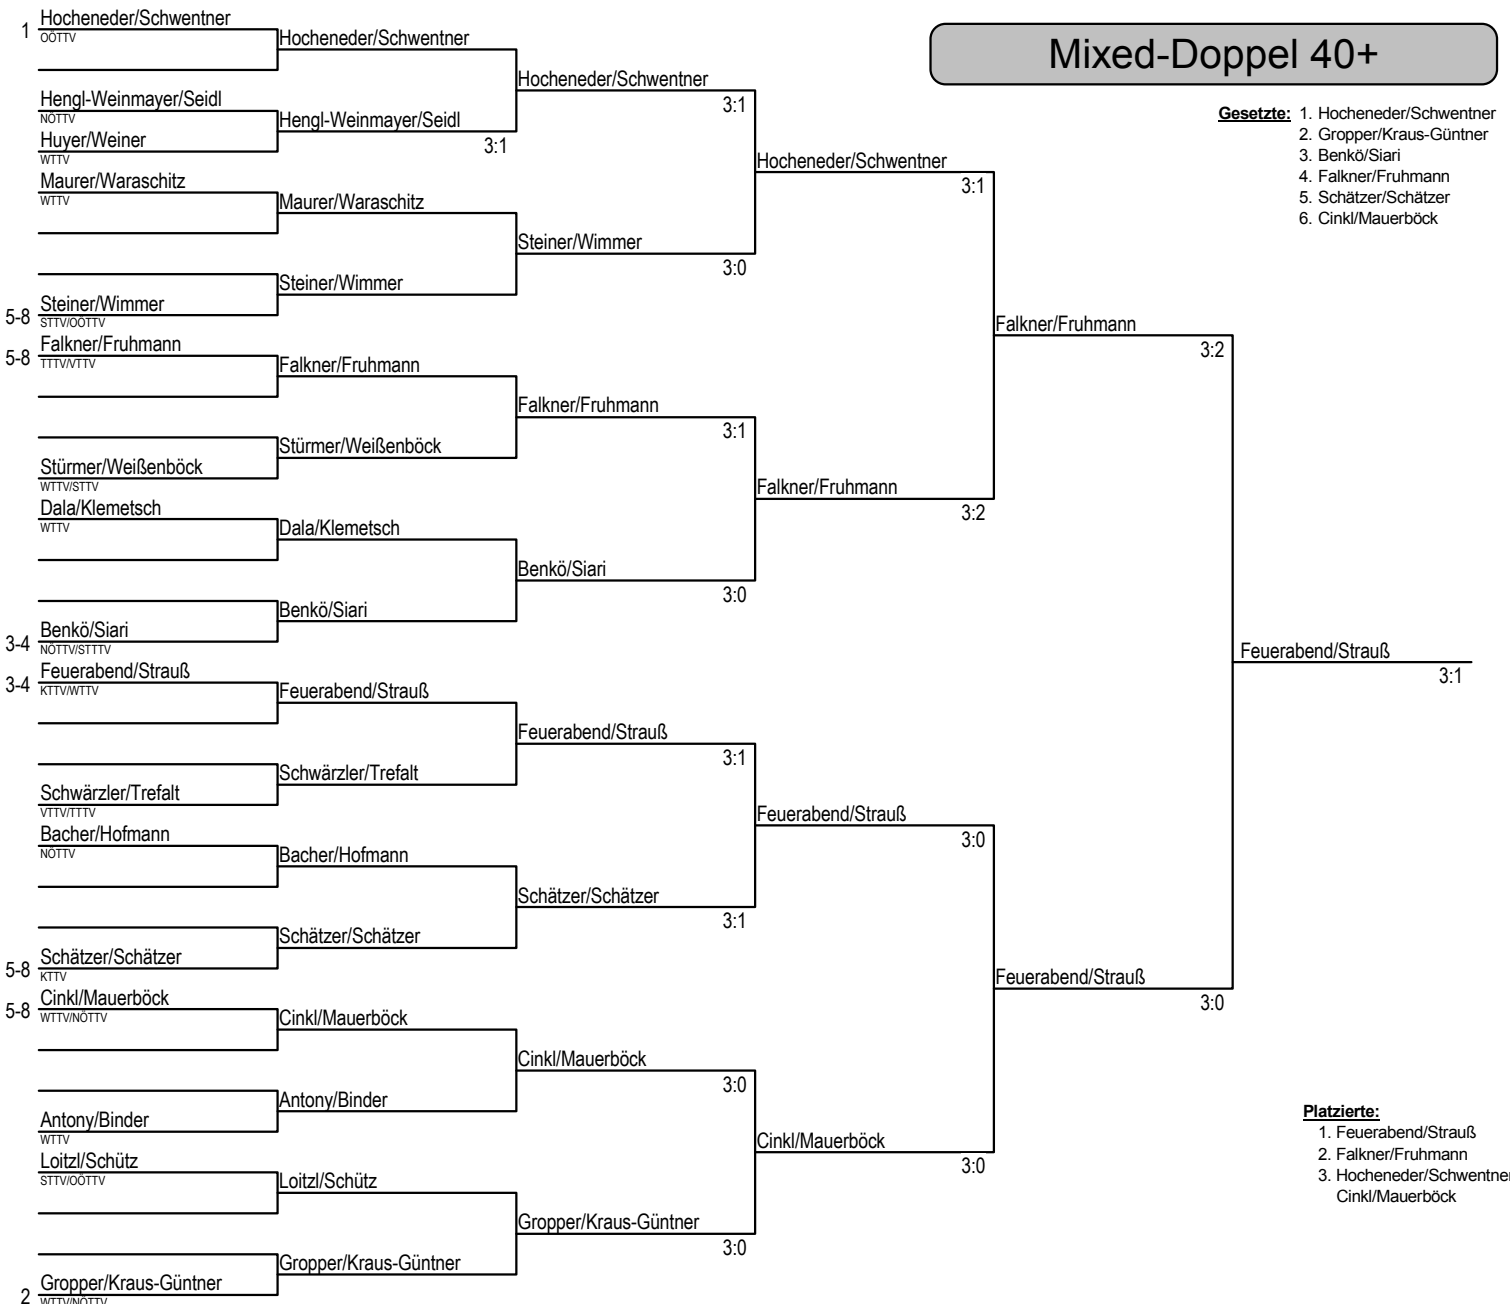 Mixed-Doppel 40+
Gesetzte: 1. Hocheneder/Schwentner
2. Gropper/Kraus-Güntner
3. Benkö/Siari
4. Falkner/Fruhmann
5. Schätzer/Schätzer
6. Cinkl/Mauerböck
1 Hocheneder/Schwentner
OÖTTV
Hengl-Weinmayer/Seidl
NÖTTV
Huyer/Weiner
WTTV
Maurer/Waraschitz
WTTV
5-8 Steiner/Wimmer
STTV/OÖTTV
5-8 Falkner/Fruhmann
TTTV/VTTV
Stürmer/Weißenböck
WTTV/STTV
Dala/Klemetsch
WTTV
3-4 Benkö/Siari
NÖTTV/STTTV
3-4 Feuerabend/Strauß
KTTV/WTTV
Schwärzler/Trefalt
VTTV/TTTV
Bacher/Hofmann
NÖTTV
5-8 Schätzer/Schätzer
KTTV
5-8 Cinkl/Mauerböck
WTTV/NÖTTV
Antony/Binder
WTTV
Loitzl/Schütz
STTV/OÖTTV
2 Gropper/Kraus-Güntner
WTTV/NÖTTV
Hocheneder/Schwentner
Hengl-Weinmayer/Seidl
3:1
Maurer/Waraschitz
Steiner/Wimmer
Falkner/Fruhmann
Stürmer/Weißenböck
Dala/Klemetsch
Benkö/Siari
Feuerabend/Strauß
Schwärzler/Trefalt
Bacher/Hofmann
Schätzer/Schätzer
Cinkl/Mauerböck
Antony/Binder
Loitzl/Schütz
Gropper/Kraus-Güntner
Hocheneder/Schwentner
3:1
Steiner/Wimmer
3:0
Falkner/Fruhmann
3:1
Benkö/Siari
3:0
Feuerabend/Strauß
3:1
Schätzer/Schätzer
3:1
Cinkl/Mauerböck
3:0
Gropper/Kraus-Güntner
3:0
Hocheneder/Schwentner
3:1
Falkner/Fruhmann
3:2
Feuerabend/Strauß
3:0
Cinkl/Mauerböck
3:0
Falkner/Fruhmann
3:2
Feuerabend/Strauß
3:0
Feuerabend/Strauß
3:1
Platzierte:
1. Feuerabend/Strauß
2. Falkner/Fruhmann
3. Hocheneder/Schwentner
Cinkl/Mauerböck